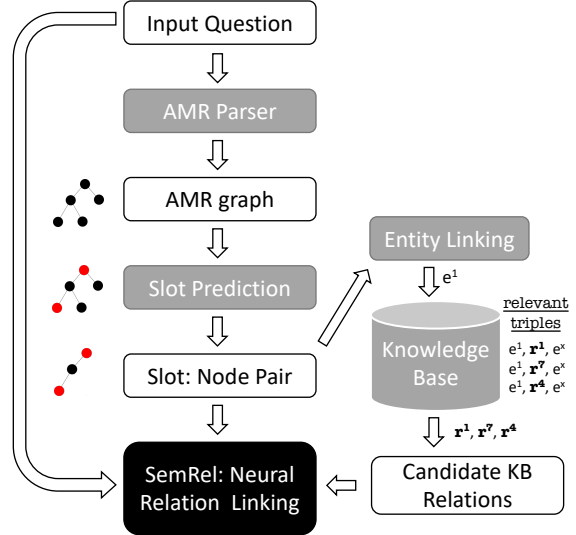 Input Question
AMR Parser
AMR graph
Slot Prediction
Slot: Node Pair
SemRel: Neural
Relation Linking
Entity Linking
e¹
Knowledge
Base
relevant
triples
e¹, r¹, eˣ
e¹, r⁷, eˣ
e¹, r⁴, eˣ
r¹, r⁷, r⁴
Candidate KB
Relations